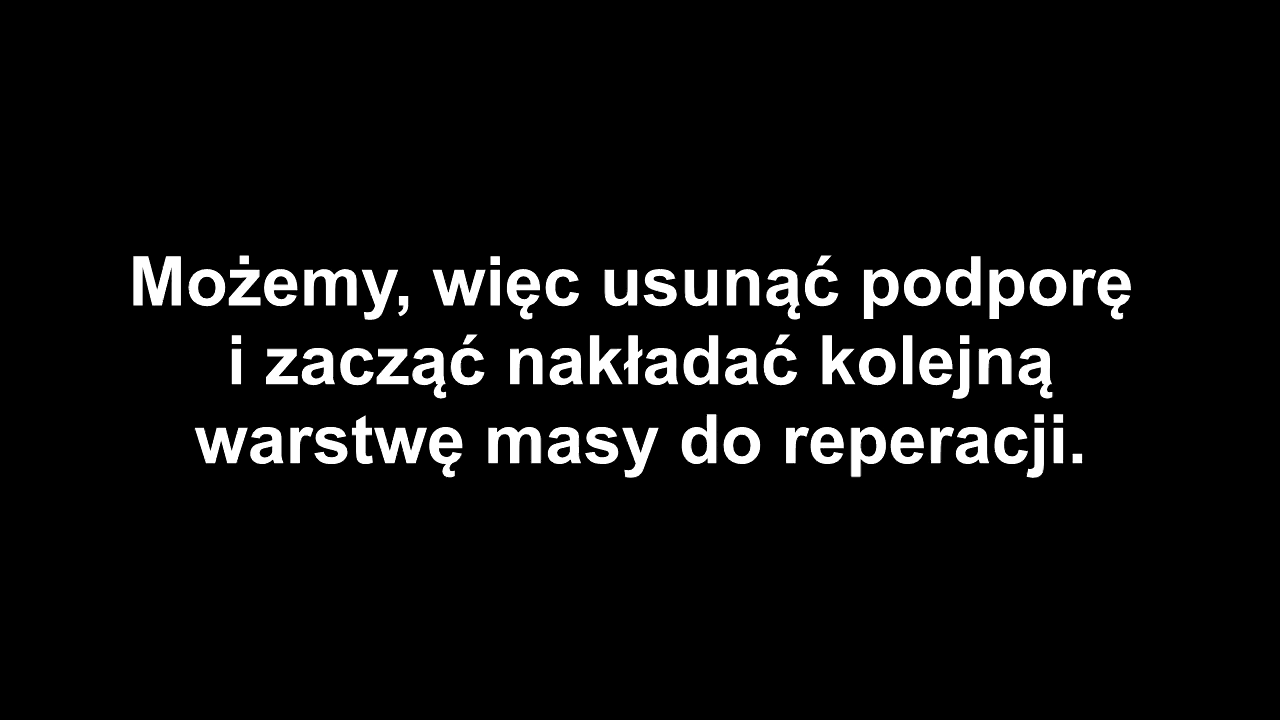 Możemy, więc usunąć podporę
i zacząć nakładać kolejną
warstwę masy do reperacji.